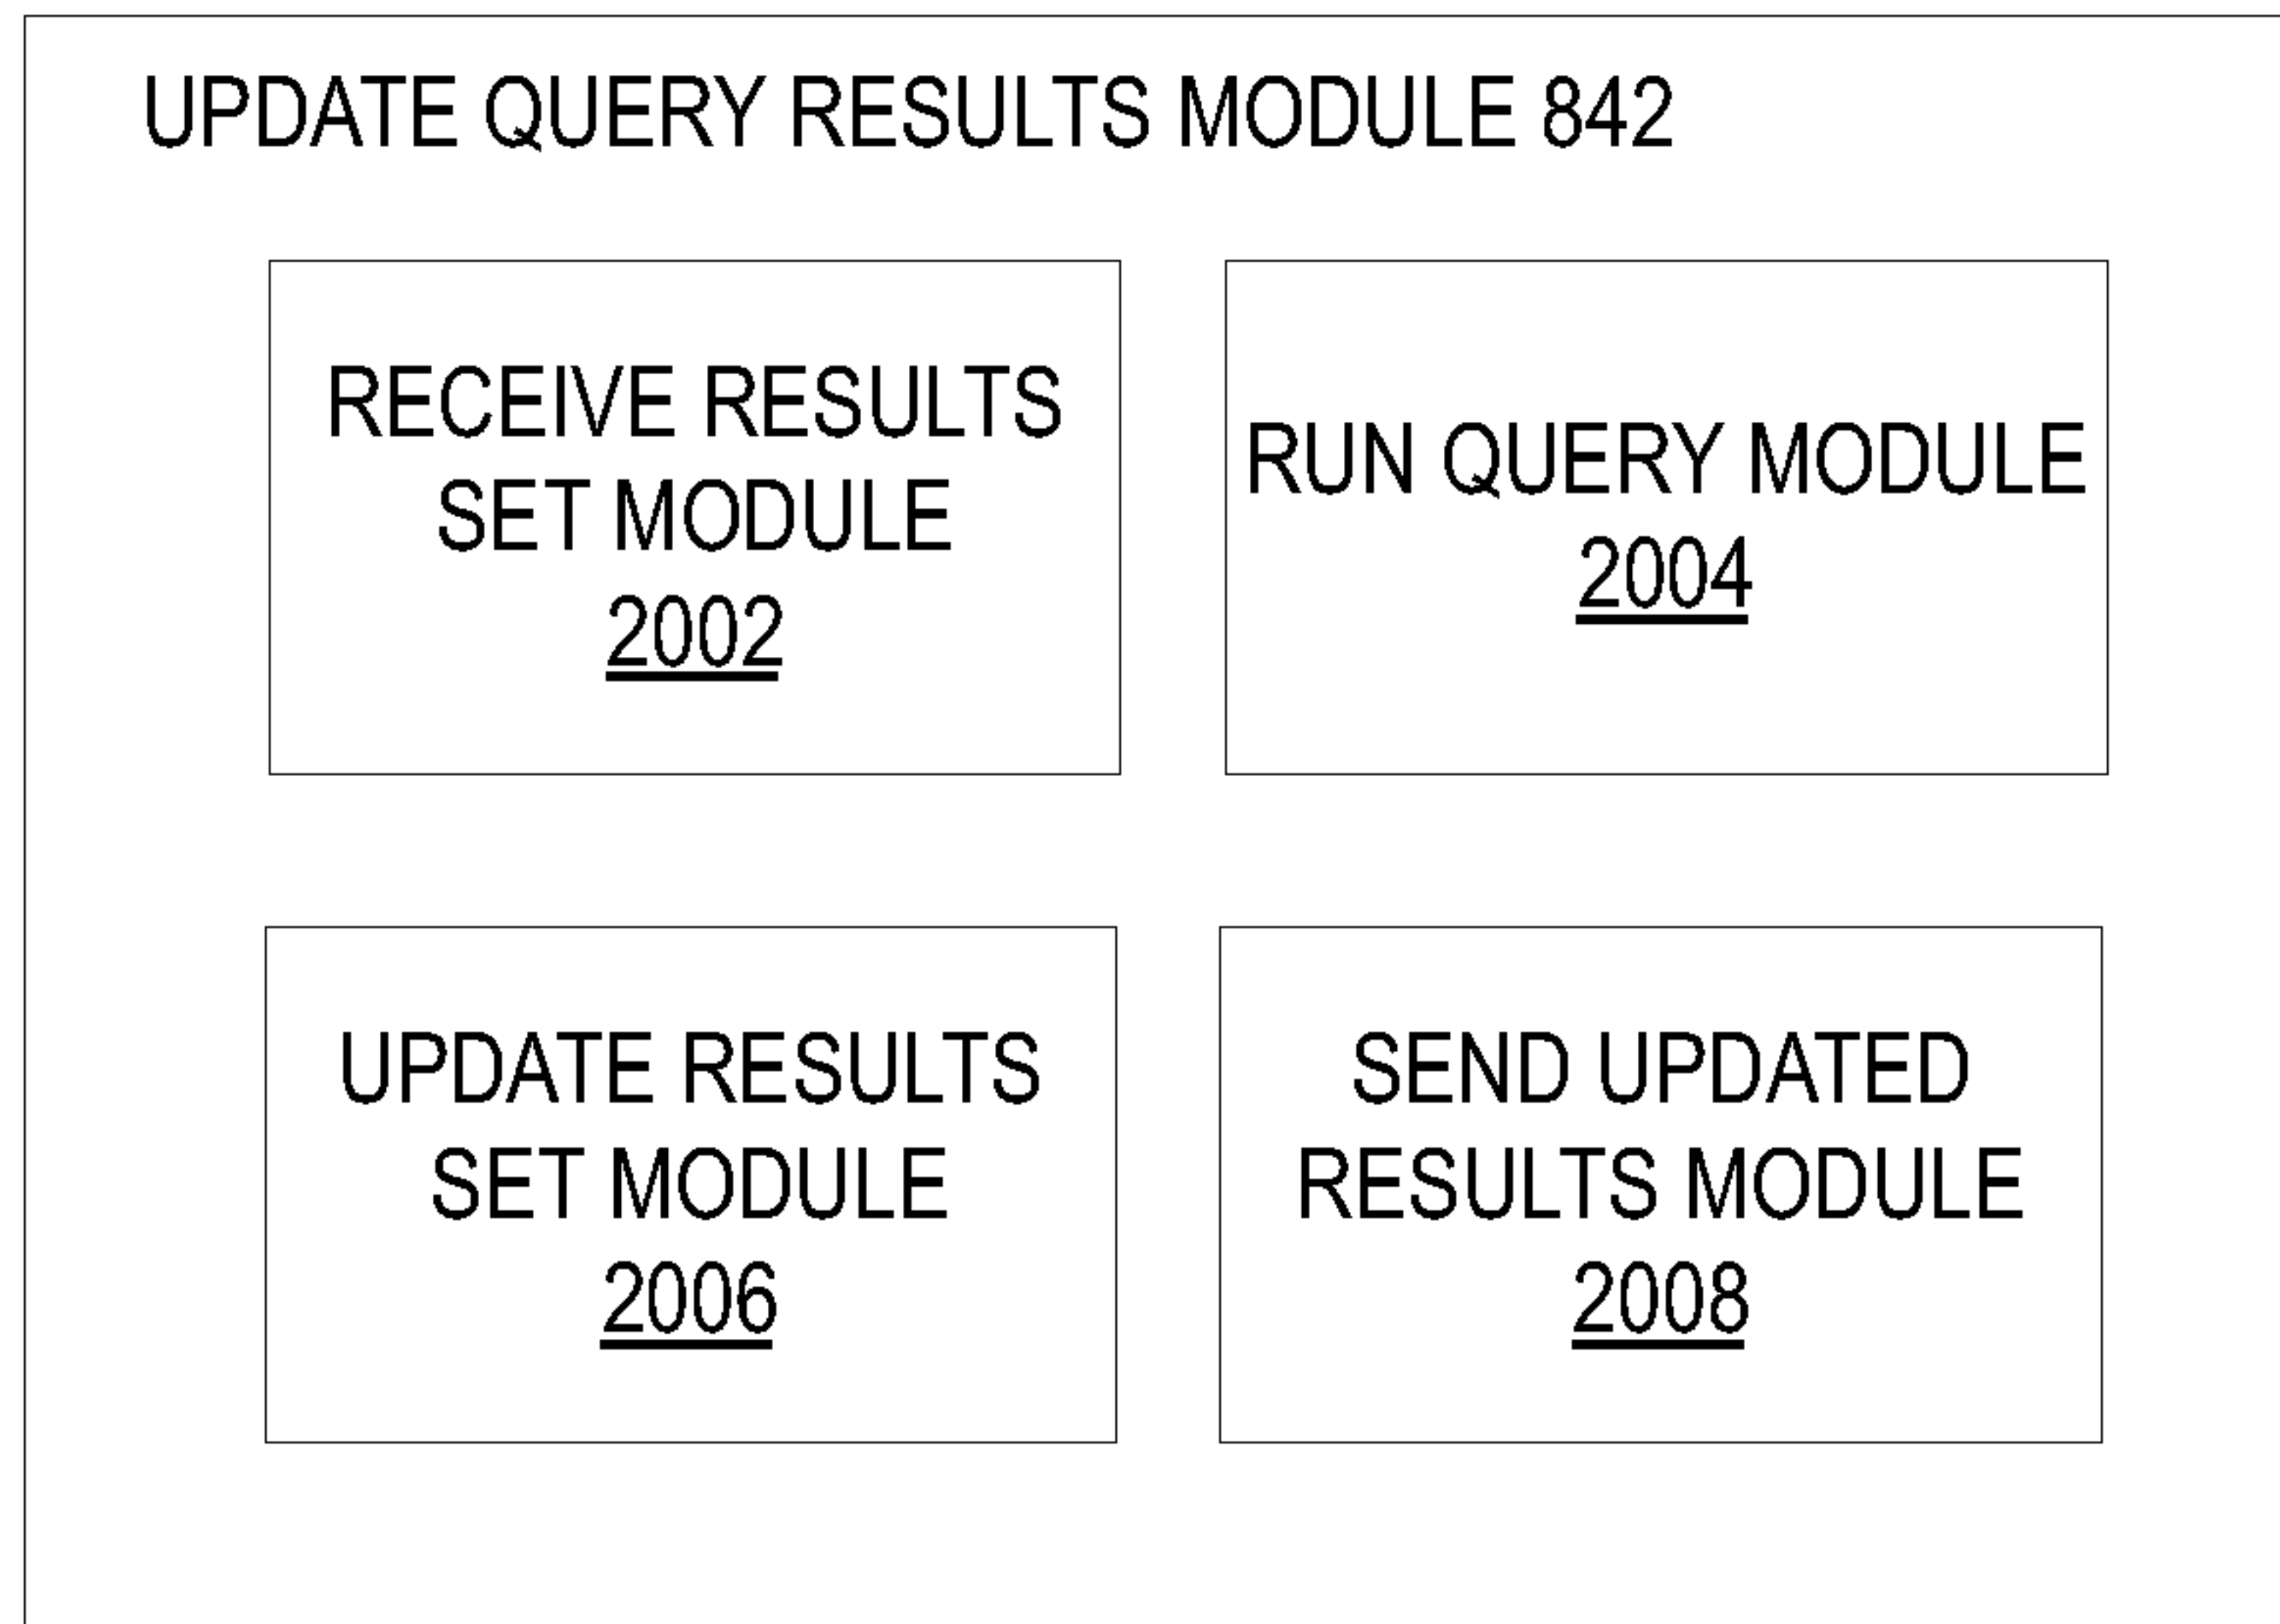 UPDATE QUERY RESULTS MODULE 842
RECEIVE RESULTS
SET MODULE
2002
RUN QUERY MODULE
2004
UPDATE RESULTS
SET MODULE
2006
SEND UPDATED
RESULTS MODULE
2008